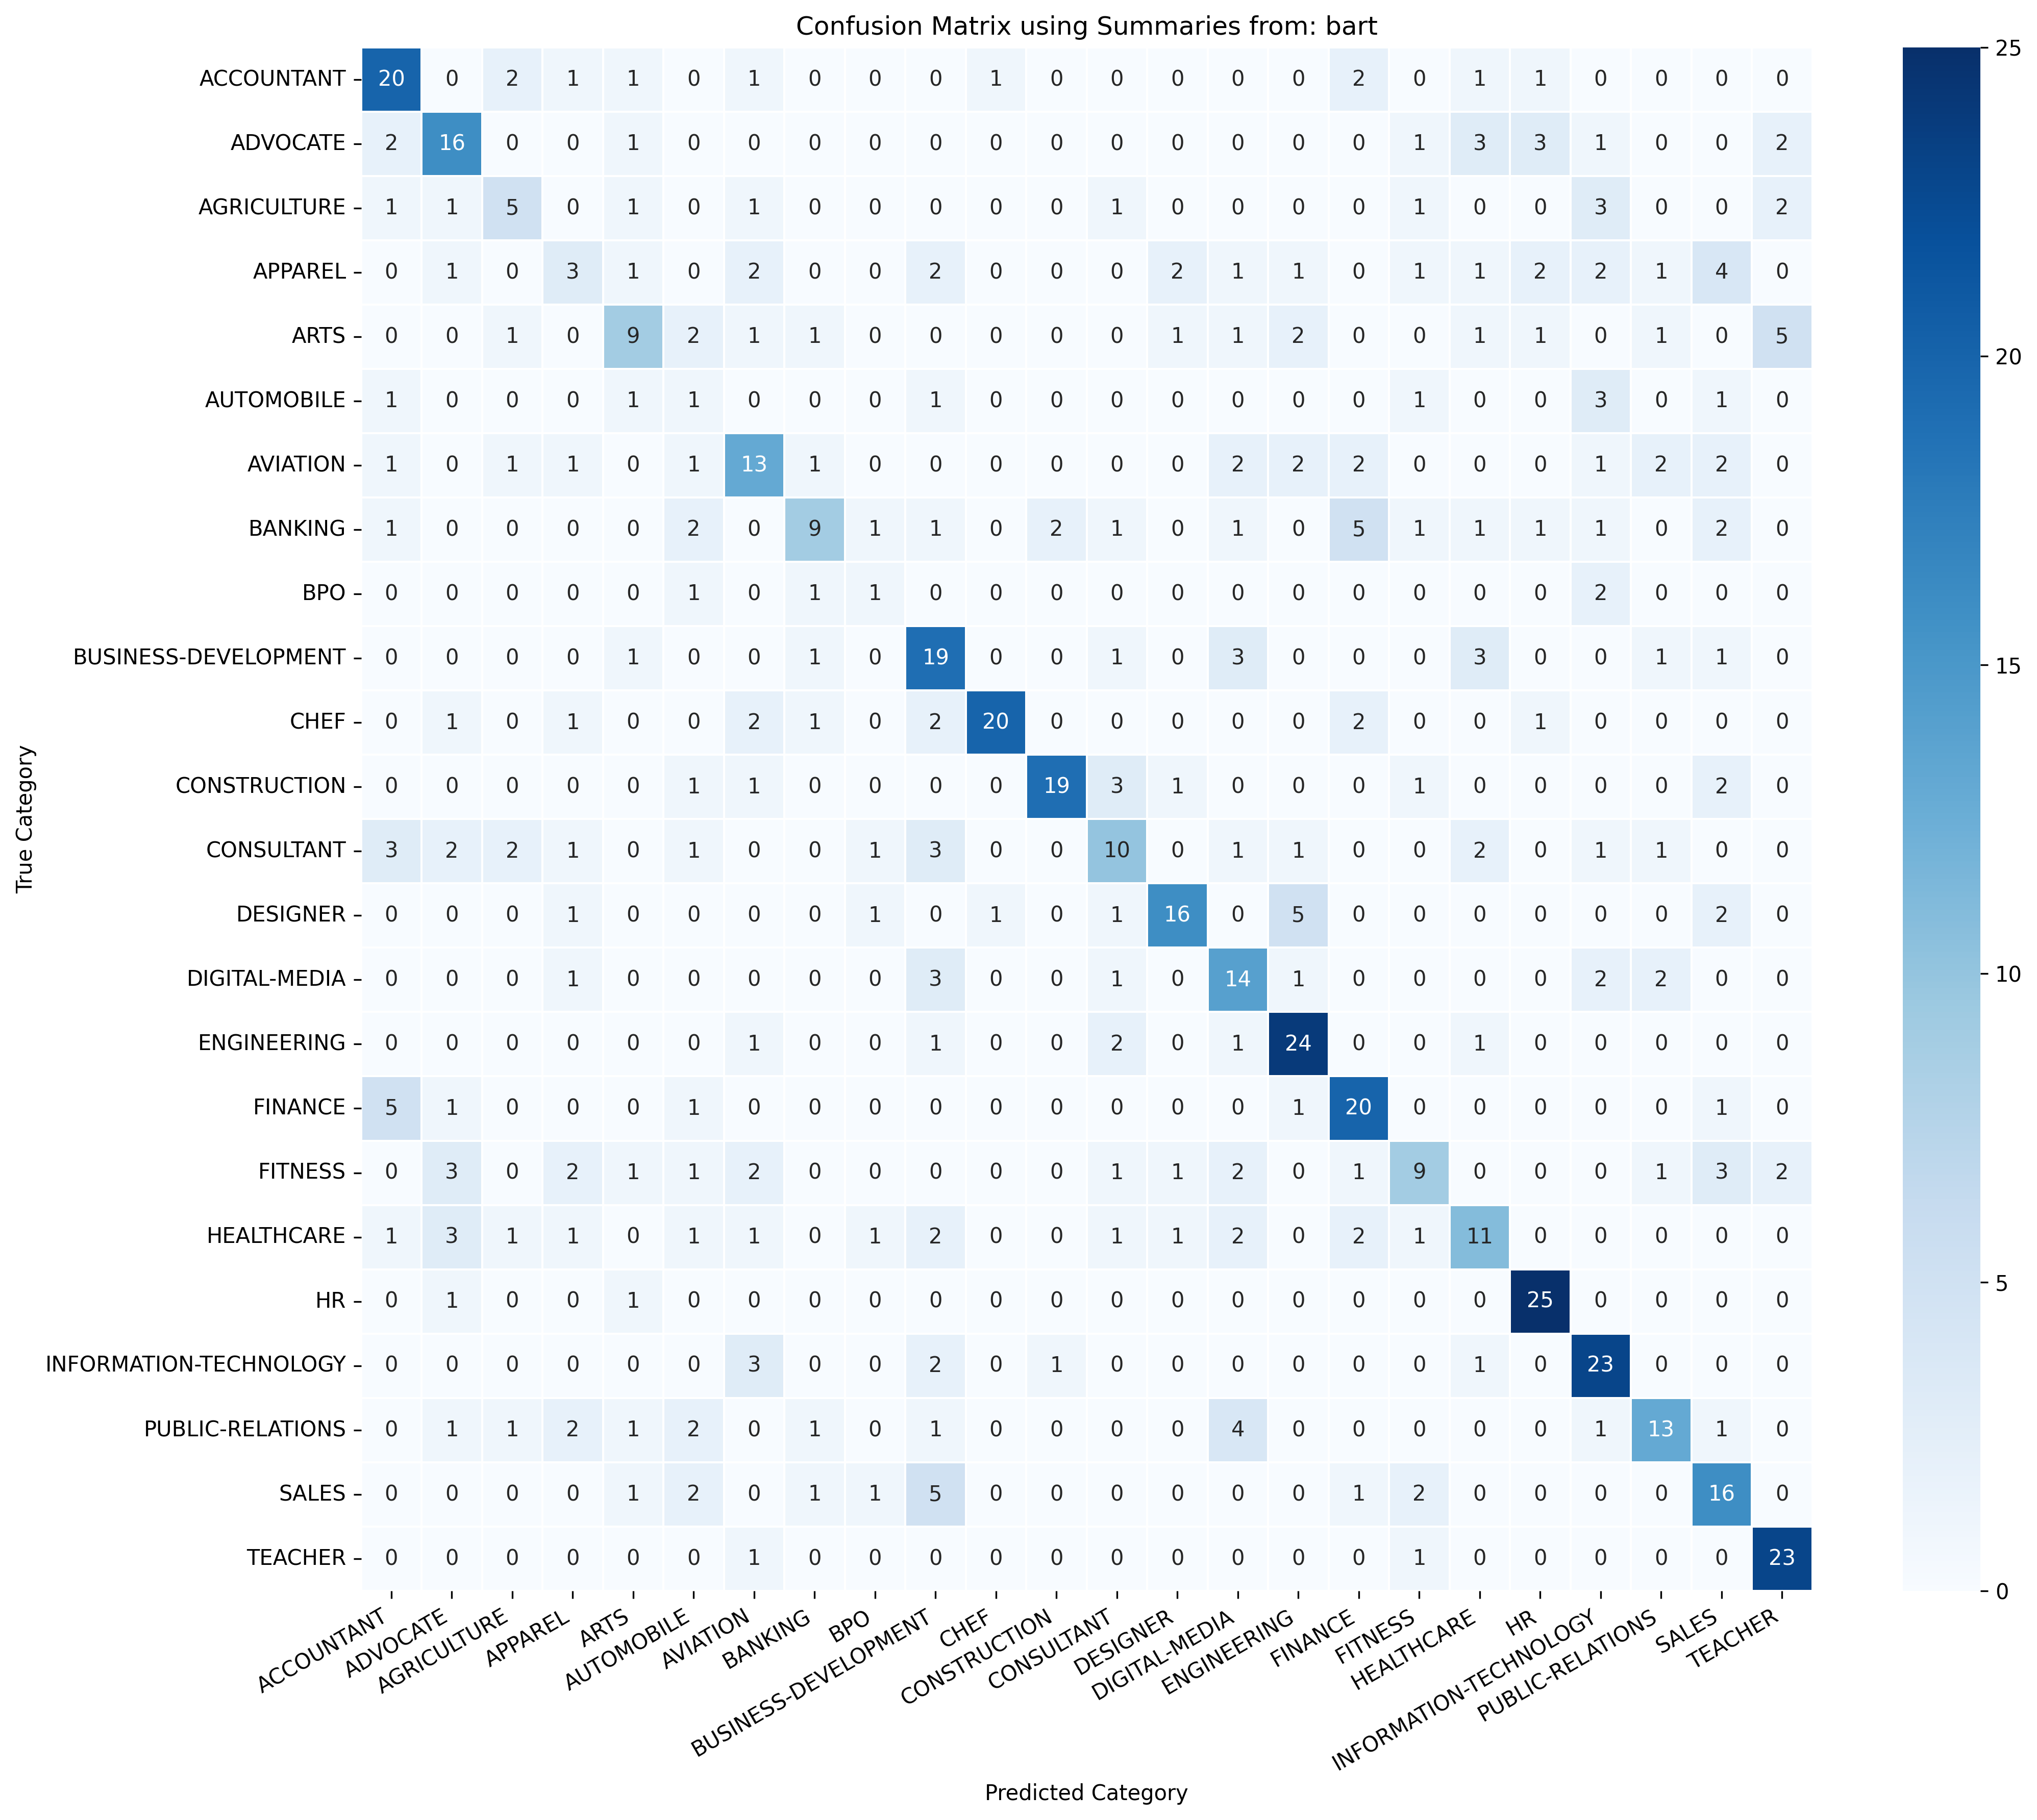 Confusion Matrix using Summaries from: bart
ACCOUNTANT 20 0 2 1 1 0 1 0 0 0 1 0 0 0 0 0 2 0 1 1 0 0 0 0
ADVOCATE 2 16 0 0 1 0 0 0 0 0 0 0 0 0 0 0 0 1 3 3 1 0 0 2
AGRICULTURE 1 1 5 0 1 0 1 0 0 0 0 0 1 0 0 0 0 1 0 0 3 0 0 2
APPAREL 0 1 0 3 1 0 2 0 0 2 0 0 0 2 1 1 0 1 1 2 2 1 4 0
ARTS 0 0 1 0 9 2 1 1 0 0 0 0 0 1 1 2 0 0 1 1 0 1 0 5
AUTOMOBILE 1 0 0 0 1 1 0 0 0 1 0 0 0 0 0 0 0 1 0 0 3 0 1 0
AVIATION 1 0 1 1 0 1 13 1 0 0 0 0 0 0 2 2 2 0 0 0 1 2 2 0
BANKING 1 0 0 0 0 2 0 9 1 1 0 2 1 0 1 0 5 1 1 1 1 0 2 0
BPO 0 0 0 0 0 1 0 1 1 0 0 0 0 0 0 0 0 0 0 0 2 0 0 0
BUSINESS-DEVELOPMENT 0 0 0 0 1 0 0 1 0 19 0 0 1 0 3 0 0 0 3 0 0 1 1 0
CHEF 0 1 0 1 0 0 2 1 0 2 20 0 0 0 0 0 2 0 0 1 0 0 0 0
CONSTRUCTION 0 0 0 0 0 1 1 0 0 0 0 19 3 1 0 0 0 1 0 0 0 0 2 0
CONSULTANT 3 2 2 1 0 1 0 0 1 3 0 0 10 0 1 1 0 0 2 0 1 1 0 0
DESIGNER 0 0 0 1 0 0 0 0 1 0 1 0 1 16 0 5 0 0 0 0 0 0 2 0
DIGITAL-MEDIA 0 0 0 1 0 0 0 0 0 3 0 0 1 0 14 1 0 0 0 0 2 2 0 0
ENGINEERING 0 0 0 0 0 0 1 0 0 1 0 0 2 0 1 24 0 0 1 0 0 0 0 0
FINANCE 5 1 0 0 0 1 0 0 0 0 0 0 0 0 0 1 20 0 0 0 0 0 1 0
FITNESS 0 3 0 2 1 1 2 0 0 0 0 0 1 1 2 0 1 9 0 0 0 1 3 2
HEALTHCARE 1 3 1 1 0 1 1 0 1 2 0 0 1 1 2 0 2 1 11 0 0 0 0 0
HR 0 1 0 0 1 0 0 0 0 0 0 0 0 0 0 0 0 0 0 25 0 0 0 0
INFORMATION-TECHNOLOGY 0 0 0 0 0 0 3 0 0 2 0 1 0 0 0 0 0 0 1 0 23 0 0 0
PUBLIC-RELATIONS 0 1 1 2 1 2 0 1 0 1 0 0 0 0 4 0 0 0 0 0 1 13 1 0
SALES 0 0 0 0 1 2 0 1 1 5 0 0 0 0 0 0 1 2 0 0 0 0 16 0
TEACHER 0 0 0 0 0 0 1 0 0 0 0 0 0 0 0 0 0 1 0 0 0 0 0 23
ACCOUNTANT
ADVOCATE
AGRICULTURE
APPAREL
ARTS
AUTOMOBILE
AVIATION
BANKING
BPO
BUSINESS-DEVELOPMENT
CHEF
CONSTRUCTION
CONSULTANT
DESIGNER
DIGITAL-MEDIA
ENGINEERING
FINANCE
FITNESS
HEALTHCARE
HR
INFORMATION-TECHNOLOGY
PUBLIC-RELATIONS
SALES
TEACHER
Predicted Category
True Category
25
20
15
10
5
0